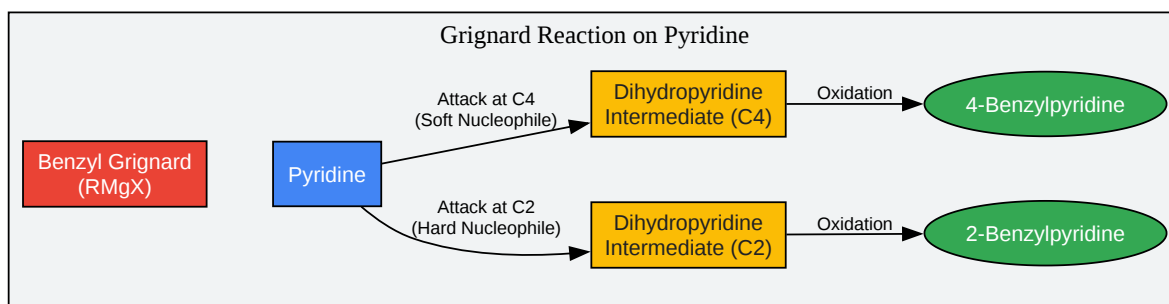 Grignard Reaction on Pyridine
Benzyl Grignard
(RMgX)
Pyridine
Attack at C4
(Soft Nucleophile)
Dihydropyridine
Intermediate (C4)
Oxidation
4-Benzylpyridine
Attack at C2
(Hard Nucleophile)
Dihydropyridine
Intermediate (C2)
Oxidation
2-Benzylpyridine